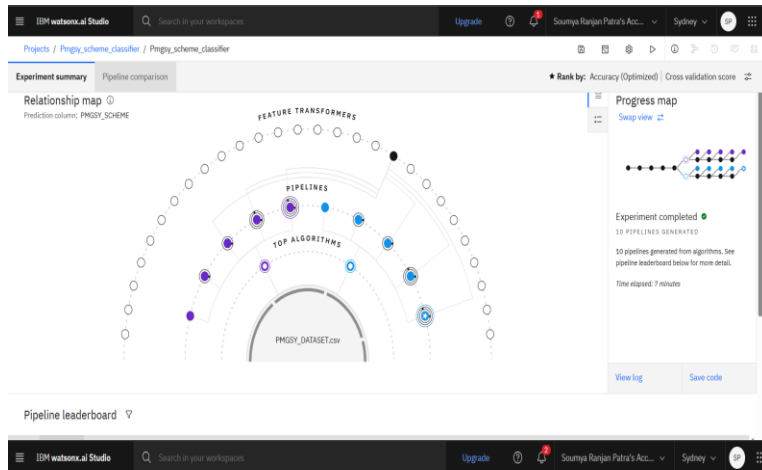 IBM watsonx.ai Studio
Search in your workspaces
Upgrade
1
Soumya Ranjan Patra's Acc...
Sydney
SP
Projects / Pmgsy_scheme_classifier / Pmgsy_scheme_classifier
Experiment summary
Pipeline comparison
Rank by: Accuracy (Optimized) | Cross validation score
Relationship map
Prediction column: PMGSY_SCHEME
FEATURE TRANSFORMERS
PIPELINES
TOP ALGORITHMS
PMGSY_DATASET.csv
Progress map
Swap view
Experiment completed
10 PIPELINES GENERATED
10 pipelines generated from algorithms. See
pipeline leaderboard below for more detail.
Time elapsed: 7 minutes
View log
Save code
Pipeline leaderboard
IBM watsonx.ai Studio
Search in your workspaces
Upgrade
2
Soumya Ranjan Patra's Acc...
Sydney
SP